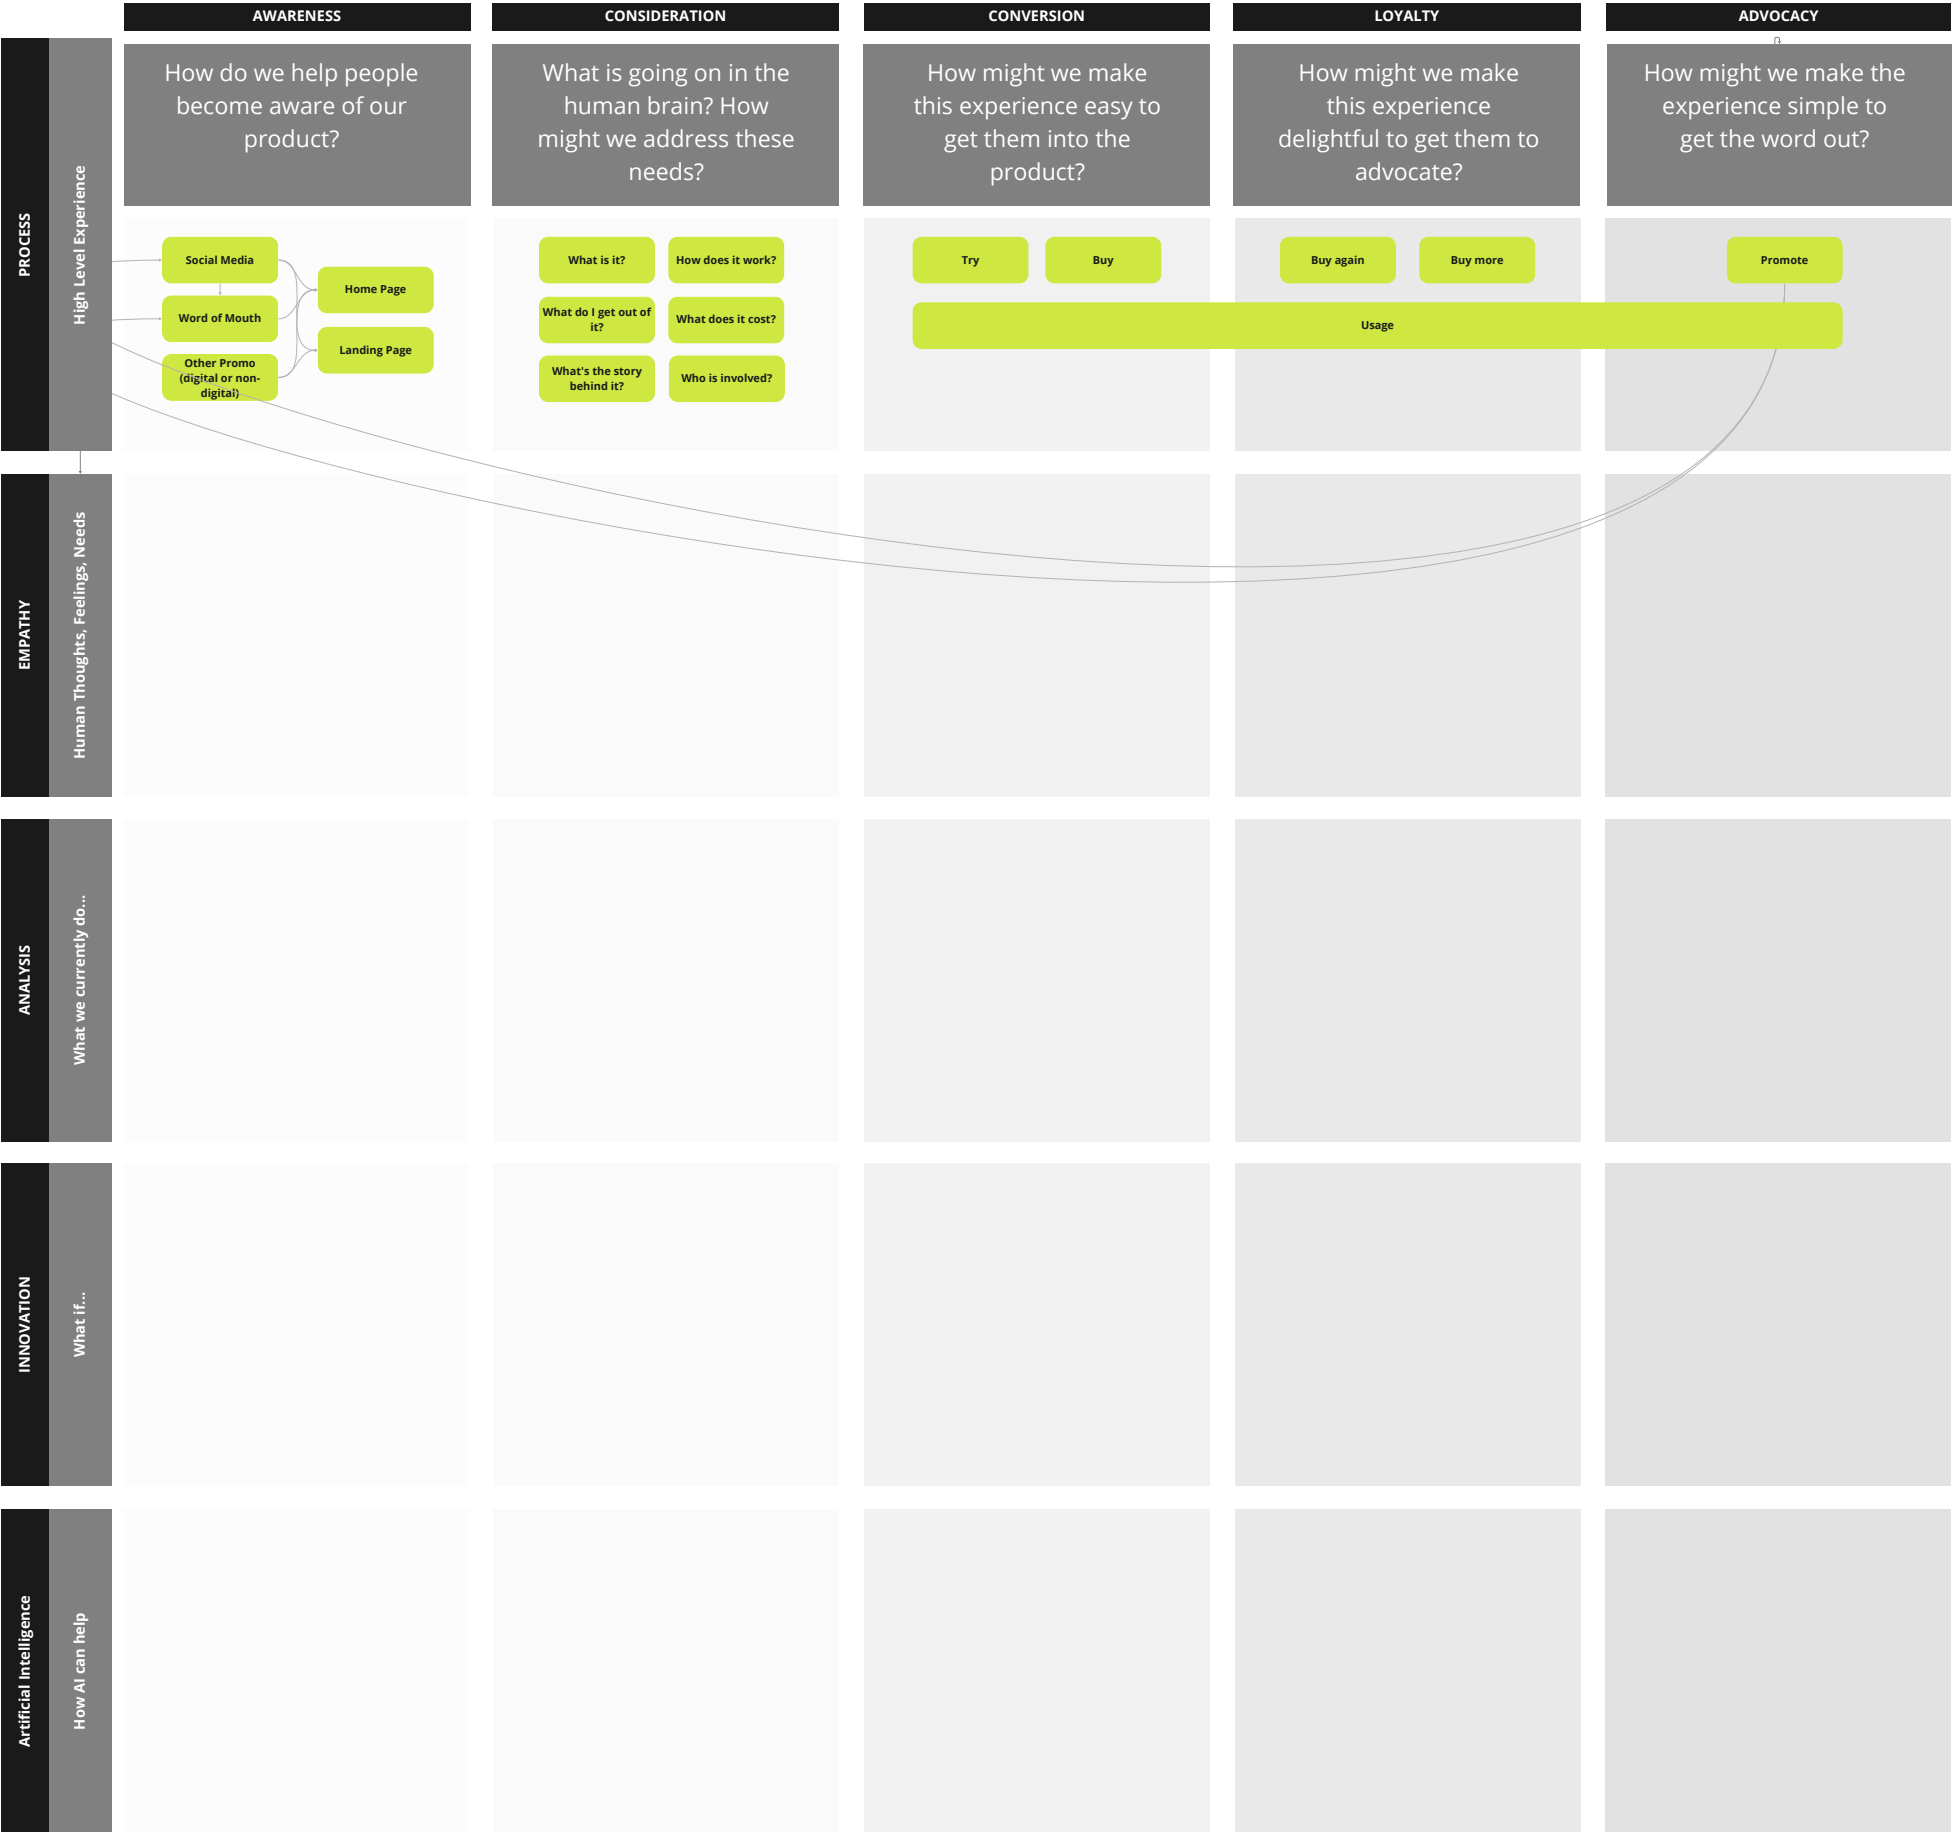 AWARENESS
CONSIDERATION
CONVERSION
LOYALTY
ADVOCACY
PROCESS
High Level Experience
How do we help people
become aware of our
product?
What is going on in the
human brain? How
might we address these
needs?
How might we make
this experience easy to
get them into the
product?
How might we make
this experience
delightful to get them to
advocate?
How might we make the
experience simple to
get the word out?
Social Media
Word of Mouth
Other Promo
(digital or non-
digital)
Home Page
Landing Page
What is it?
How does it work?
What do I get out of
it?
What does it cost?
What's the story
behind it?
Who is involved?
Try
Buy
Buy again
Buy more
Promote
Usage
EMPATHY
Human Thoughts, Feelings, Needs
ANALYSIS
What we currently do...
INNOVATION
What if...
Artificial Intelligence
How AI can help